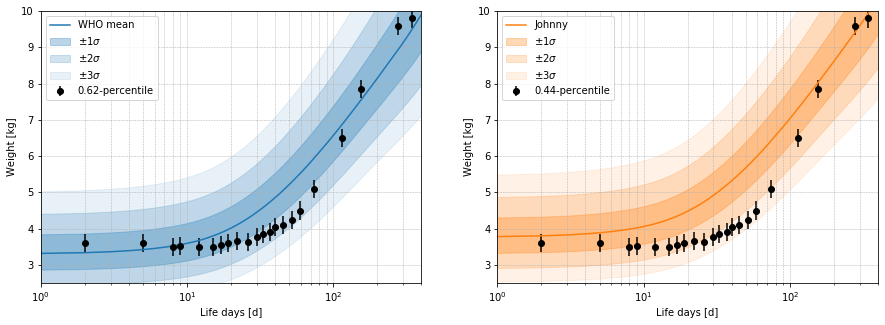 WHO mean
±1σ
±2σ
±3σ
0.62-percentile
Weight [kg]
10
9
8
7
6
5
4
3
10⁰
10¹
10²
Life days [d]
Johnny
±1σ
±2σ
±3σ
0.44-percentile
Weight [kg]
10
9
8
7
6
5
4
3
10⁰
10¹
10²
Life days [d]